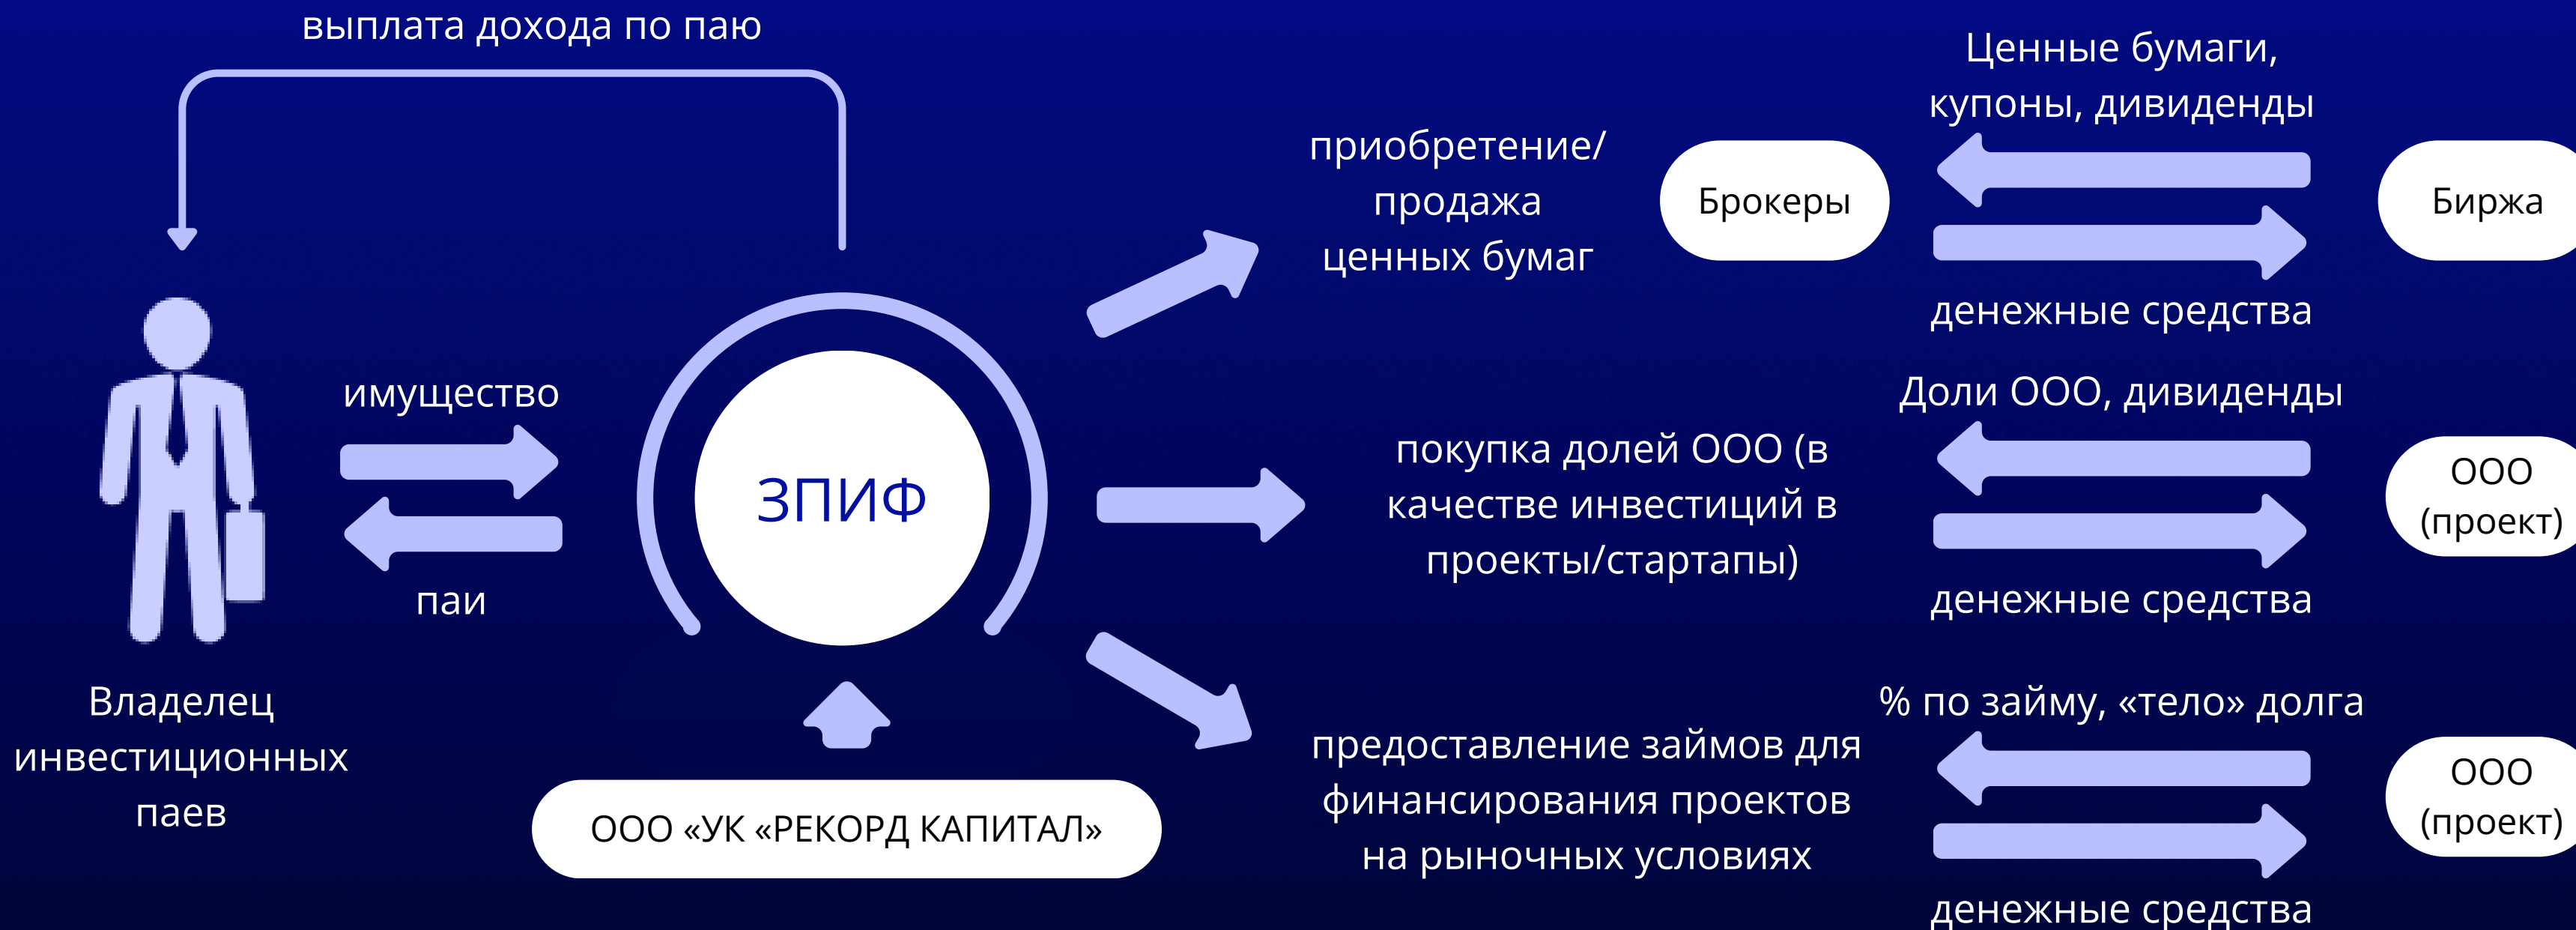 выплата дохода по паю
имущество
паи
Владелец
инвестиционных
паев
ЗПИФ
ООО «УК «РЕКОРД КАПИТАЛ»
приобретение/
продажа
ценных бумаг
Брокеры
Ценные бумаги,
купоны, дивиденды
денежные средства
Биржа
покупка долей ООО (в
качестве инвестиций в
проекты/стартапы)
Доли ООО, дивиденды
денежные средства
ООО
(проект)
предоставление займов для
финансирования проектов
на рыночных условиях
% по займу, «тело» долга
денежные средства
ООО
(проект)